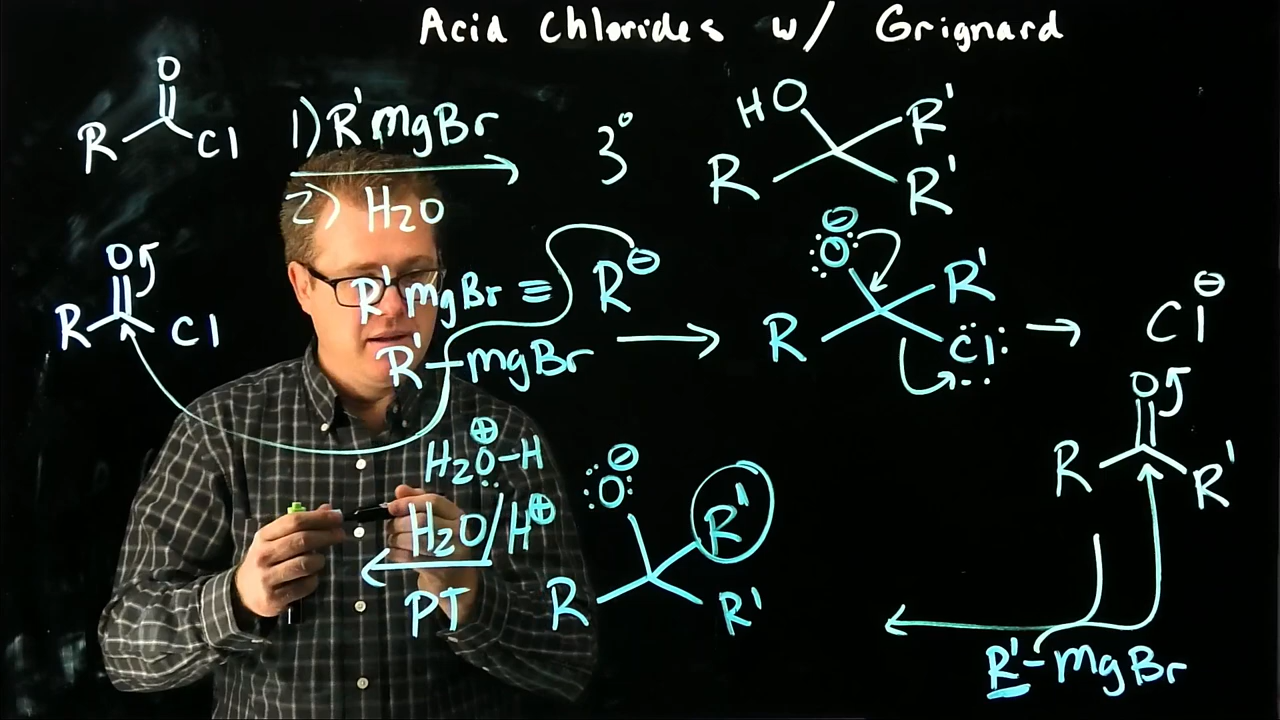 Acid Chlorides w/ Grignard
O
R Cl
1) R'MgBr
2) H2O
3°
HO R'
R R'
O
R Cl
R'MgBr ≡ R⊖
R'-MgBr
⊖
:O:
R R'
Cl:
Cl⊖
O
R R'
R'-MgBr
⊖
:O:
R R'
R'
H2O⊕-H
H2O/H⊕
PT